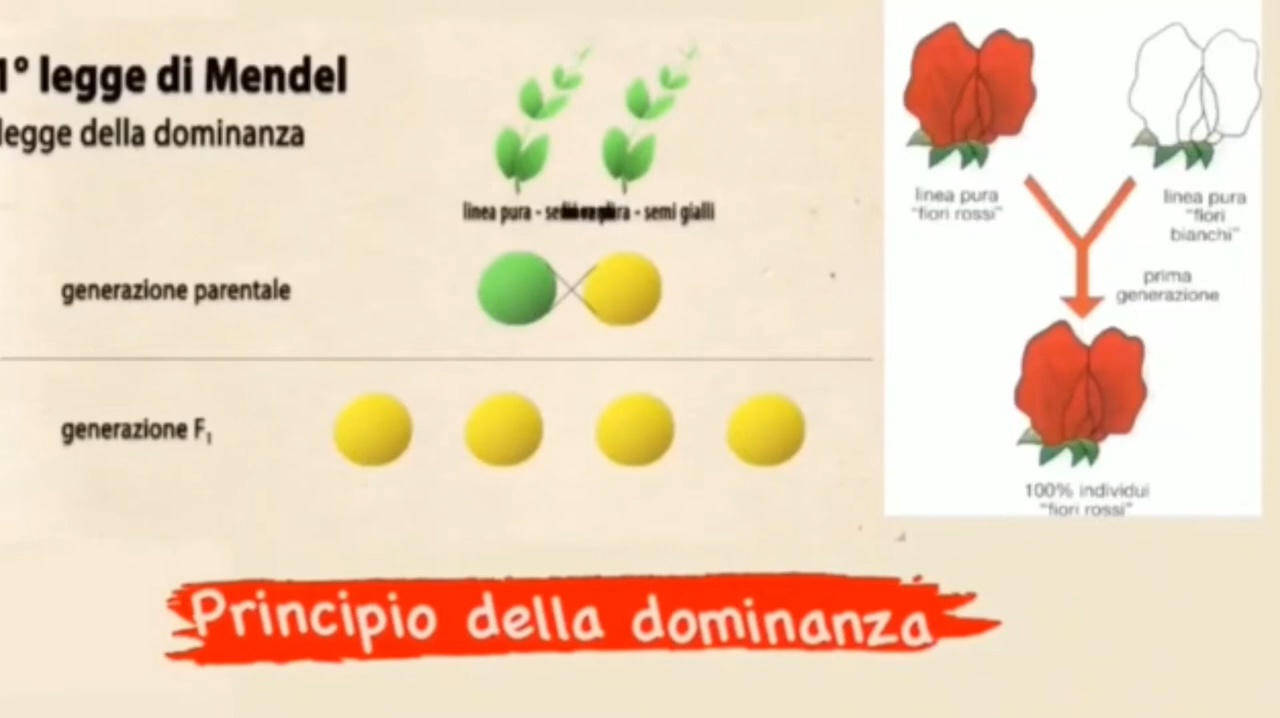 1° legge di Mendel
legge della dominanza
linea pura - semi gialli
generazione parentale
generazione F₁
linea pura
"fiori rossi"
linea pura
"fiori
bianchi"
prima
generazione
100% individui
"fiori rossi"
Principio della dominanza